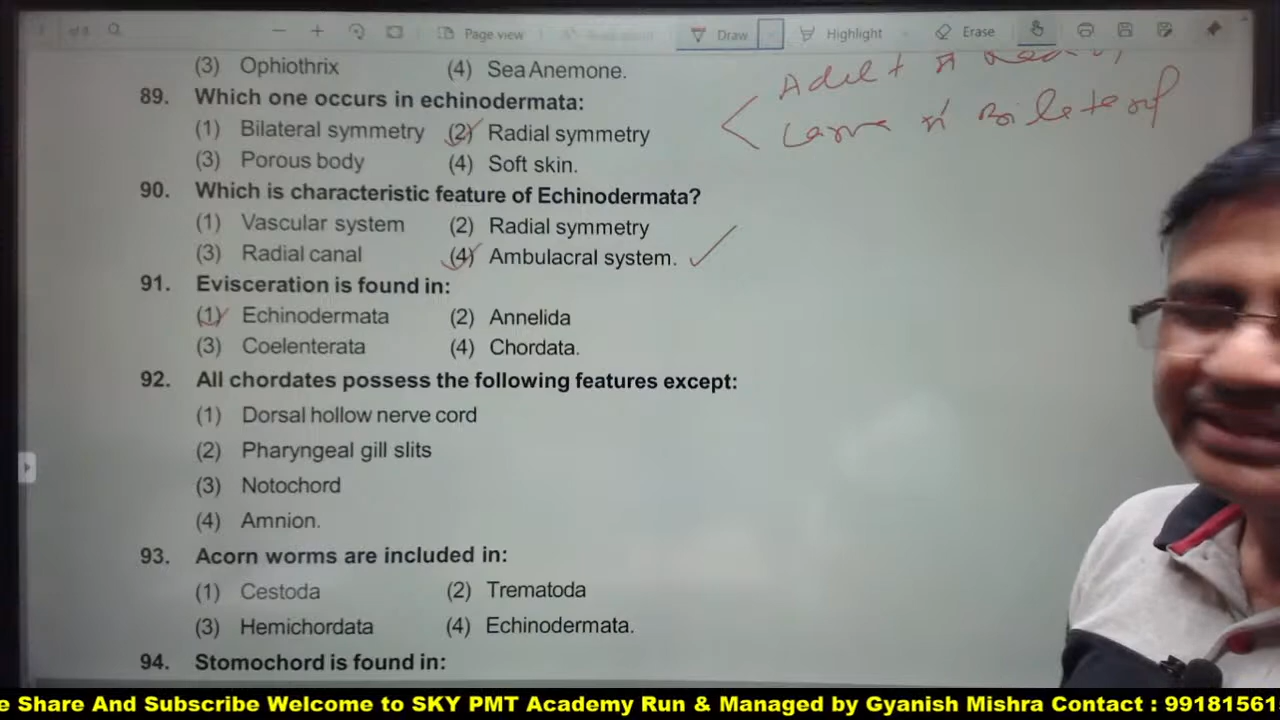 of 8
Page view
Draw
Highlight
Erase
(3) Ophiothrix (4) Sea Anemone.
89. Which one occurs in echinodermata:
(1) Bilateral symmetry (2) Radial symmetry
(3) Porous body (4) Soft skin.
Adult
Larva Bilateral
90. Which is characteristic feature of Echinodermata?
(1) Vascular system (2) Radial symmetry
(3) Radial canal (4) Ambulacral system.
91. Evisceration is found in:
(1) Echinodermata (2) Annelida
(3) Coelenterata (4) Chordata.
92. All chordates possess the following features except:
(1) Dorsal hollow nerve cord
(2) Pharyngeal gill slits
(3) Notochord
(4) Amnion.
93. Acorn worms are included in:
(1) Cestoda (2) Trematoda
(3) Hemichordata (4) Echinodermata.
94. Stomochord is found in:
e Share And Subscribe Welcome to SKY PMT Academy Run & Managed by Gyanish Mishra Contact : 99181561